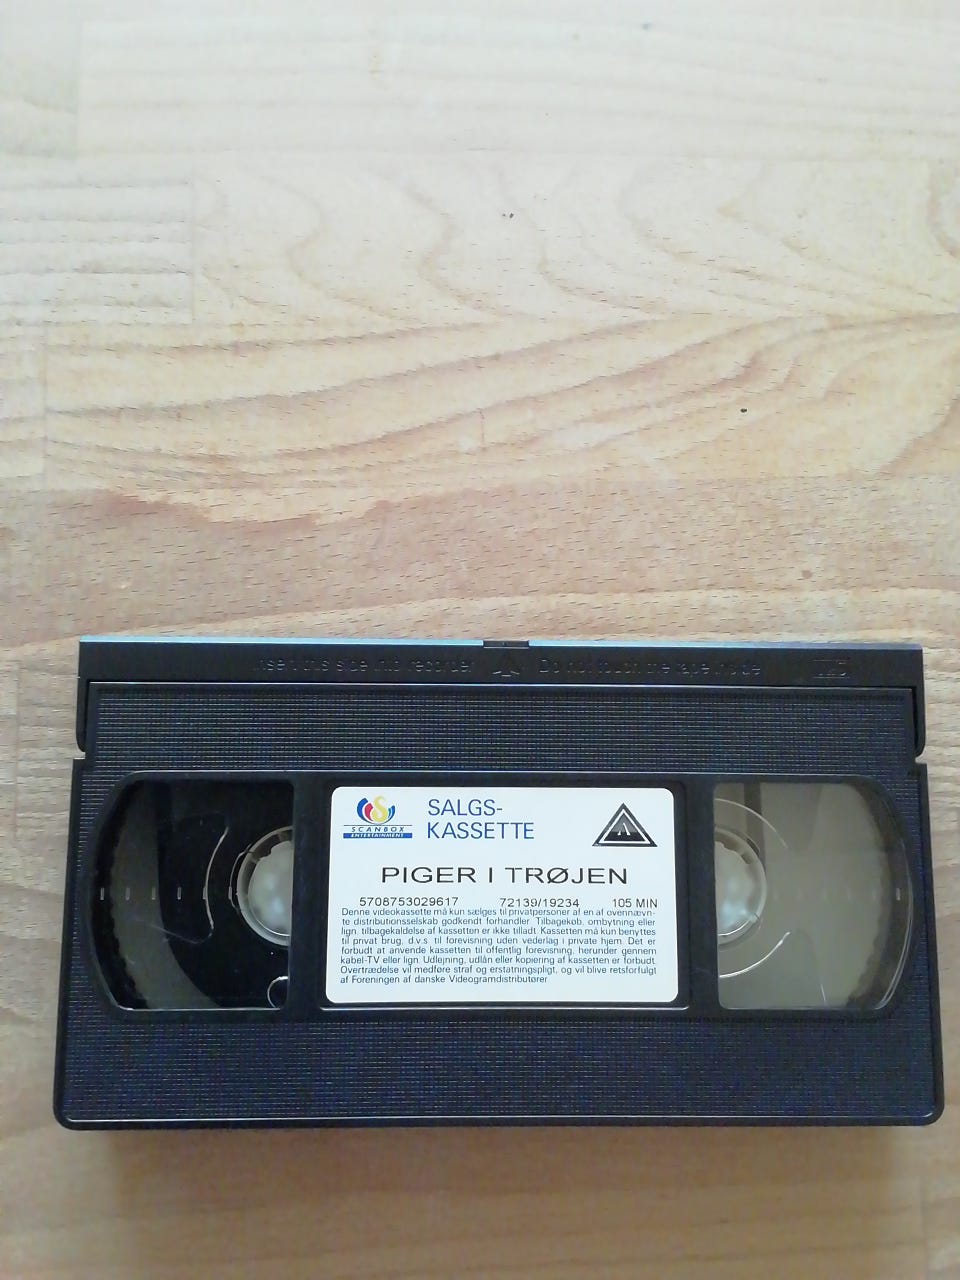 Insert this side into recorder Do not touch the tape inside
SCANBOX
ENTERTAINMENT
SALGS-
KASSETTE
PIGER I TRØJEN
5708753029617 72139/19234 105 MIN
Denne videokassette må kun sælges til privatpersoner af en af ovennævn-
te distributionsselskab godkendt forhandler. Tilbagekøb, ombytning eller
lign. tilbagekaldelse af kassetten er ikke tilladt. Kassetten må kun benyttes
til privat brug, d.v.s. til forevisning uden vederlag i private hjem. Det er
forbudt at anvende kassetten til offentlig forevisning, herunder gennem
kabel-TV eller lign. Udlejning, udlån eller kopiering af kassetten er forbudt.
Overtrædelse vil medføre straf og erstatningspligt, og vil blive retsforfulgt
af Foreningen af danske Videogramdistributører